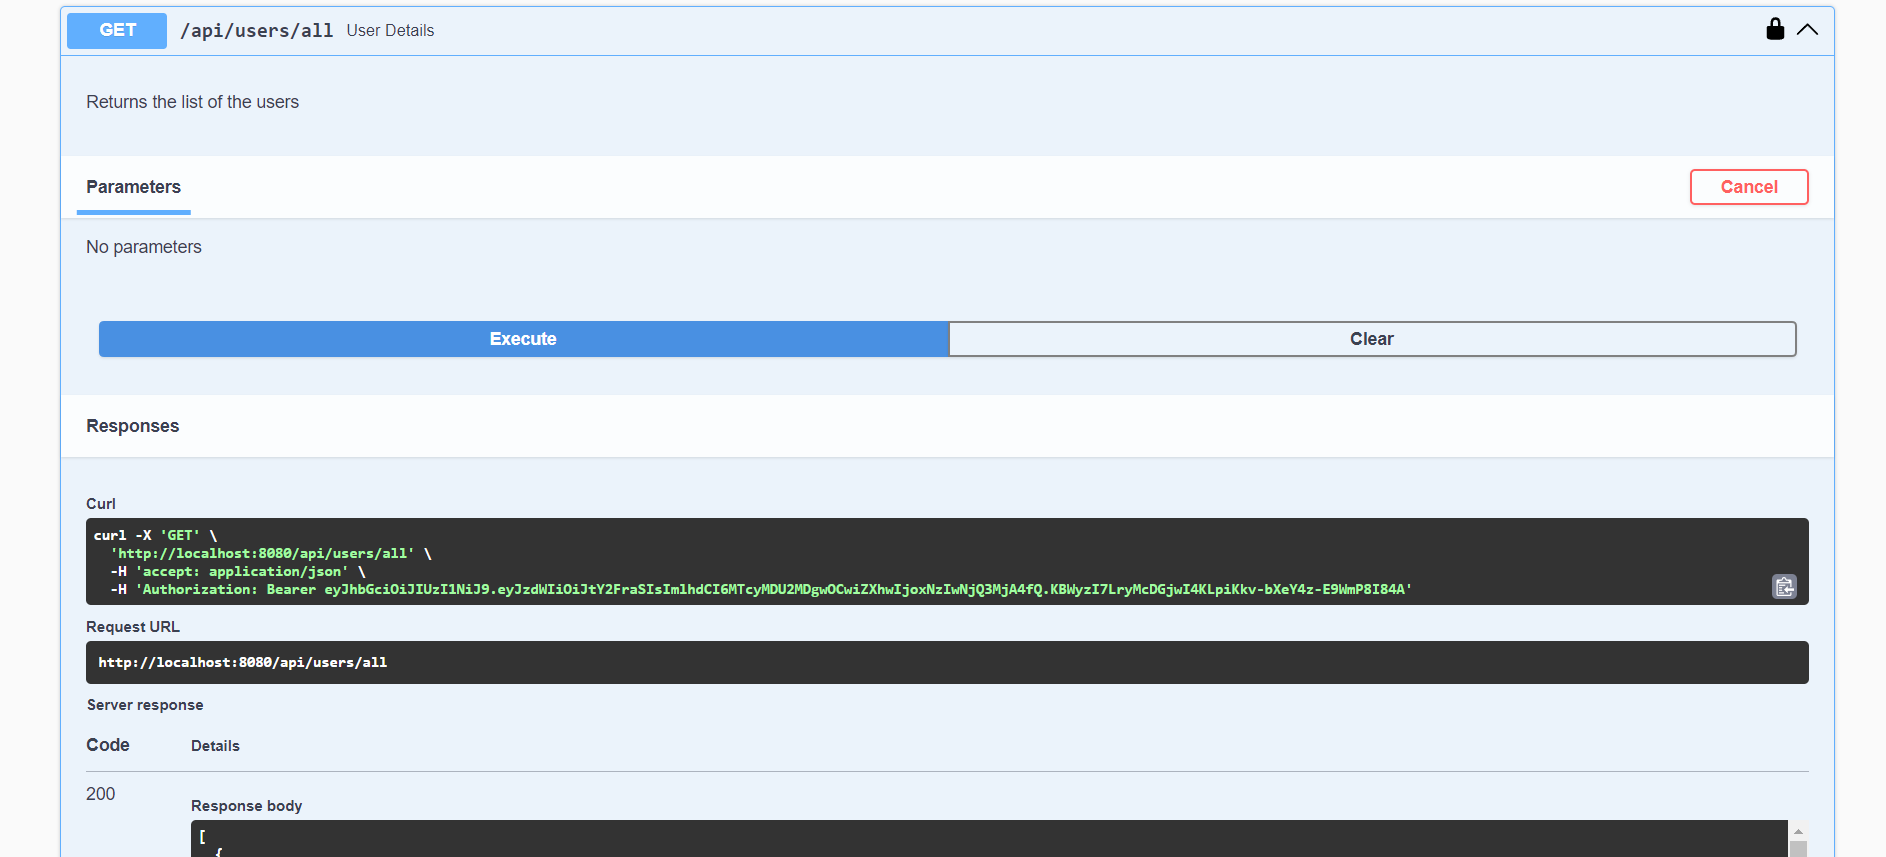 GET /api/users/all User Details
Returns the list of the users
Parameters
Cancel
No parameters
Execute
Clear
Responses
Curl
curl -X 'GET' \
'http://localhost:8080/api/users/all' \
-H 'accept: application/json' \
-H 'Authorization: Bearer eyJhbGciOiJIUzI1NiJ9.eyJzdWIiOiJtY2FraSIsImlhdCI6MTcyMDU2MDgwOCwiZXhwIjoxNzIwNjQ3MjA4fQ.KBWyzI7LryMcDGjwI4KLpiKkv-bXeY4z-E9WmP8I84A'
Request URL
http://localhost:8080/api/users/all
Server response
Code Details
200
Response body
[
{